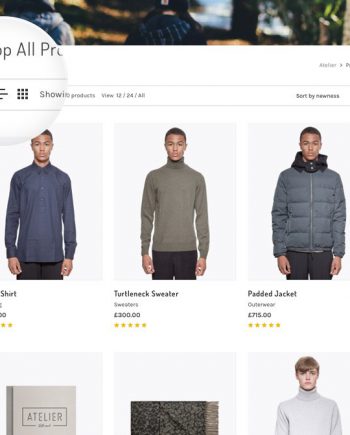 op All Pro
Atelier > P
Showi 0 products View 12 / 24 / All Sort by newness
Shirt Turtleneck Sweater Padded Jacket
Sweaters Outerwear
00 £300.00 £715.00
ATELIER